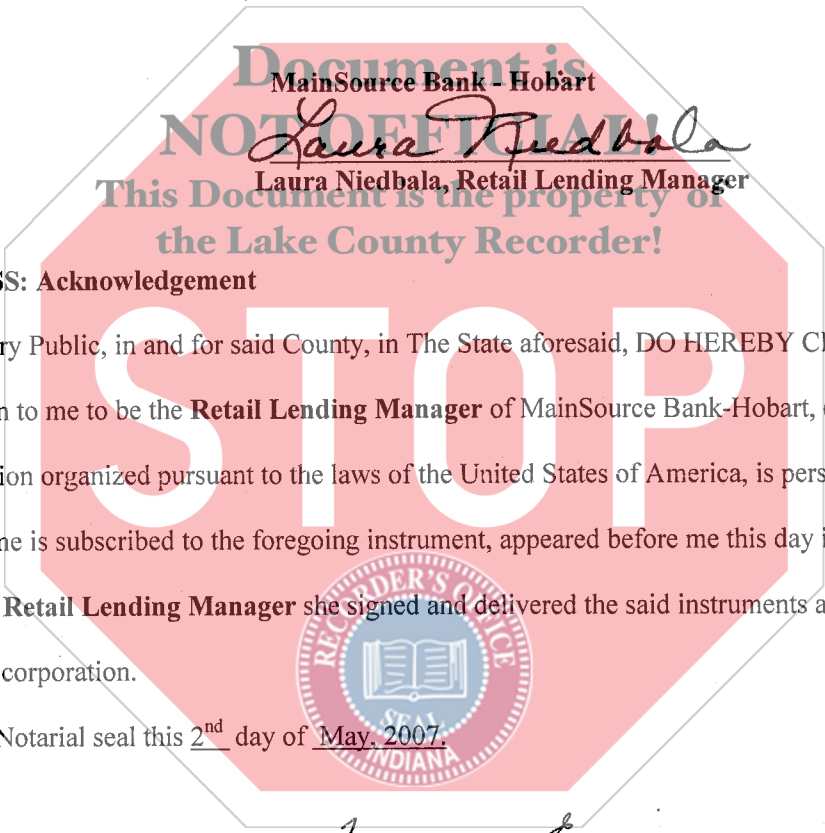 Document is
MainSource Bank - Hobart
NOT OFFICIAL!
Laura Niedbala
Laura Niedbala, Retail Lending Manager
This Document is the property of
the Lake County Recorder!
SS: Acknowledgement
ry Public, in and for said County, in The State aforesaid, DO HEREBY C
n to me to be the Retail Lending Manager of MainSource Bank-Hobart,
ion organized pursuant to the laws of the United States of America, is pers
ne is subscribed to the foregoing instrument, appeared before me this day i
Retail Lending Manager she signed and delivered the said instruments a
corporation.
Notarial seal this 2nd day of May, 2007.
STOP
RECORDER'S OFFICE
SEAL
INDIANA